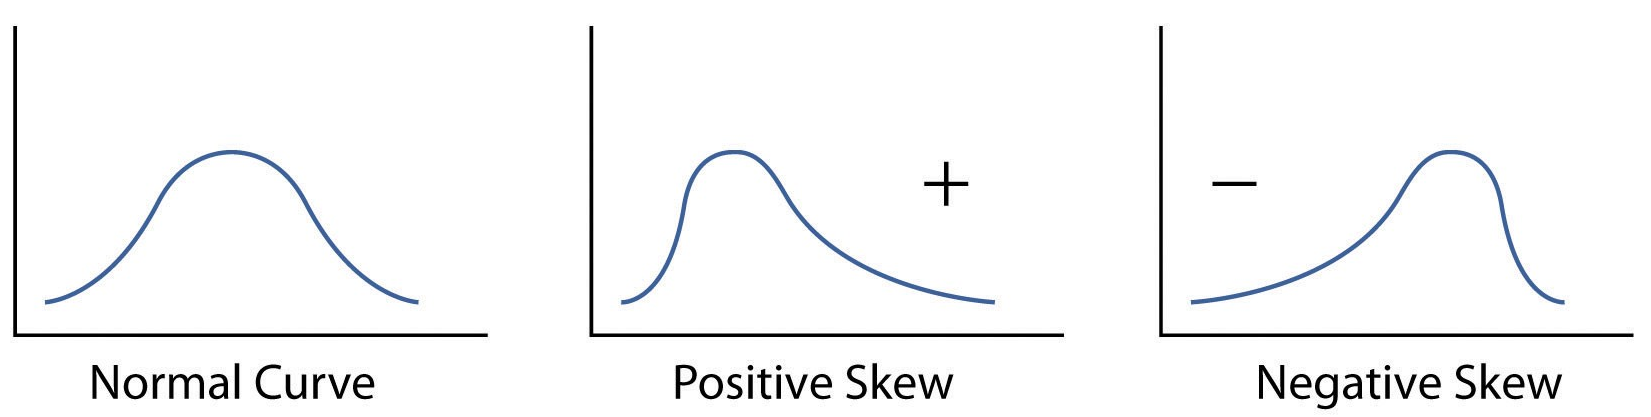 +
−
Normal Curve
Positive Skew
Negative Skew